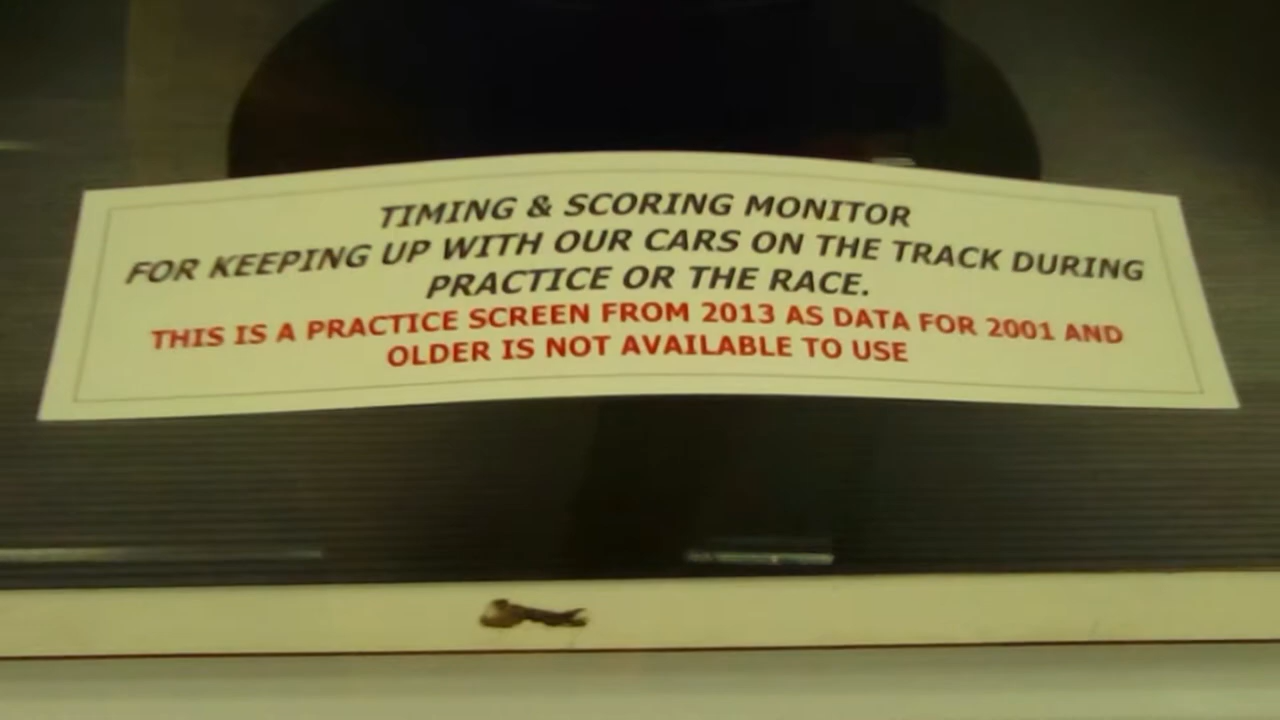 TIMING & SCORING MONITOR
FOR KEEPING UP WITH OUR CARS ON THE TRACK DURING
PRACTICE OR THE RACE.
THIS IS A PRACTICE SCREEN FROM 2013 AS DATA FOR 2001 AND
OLDER IS NOT AVAILABLE TO USE